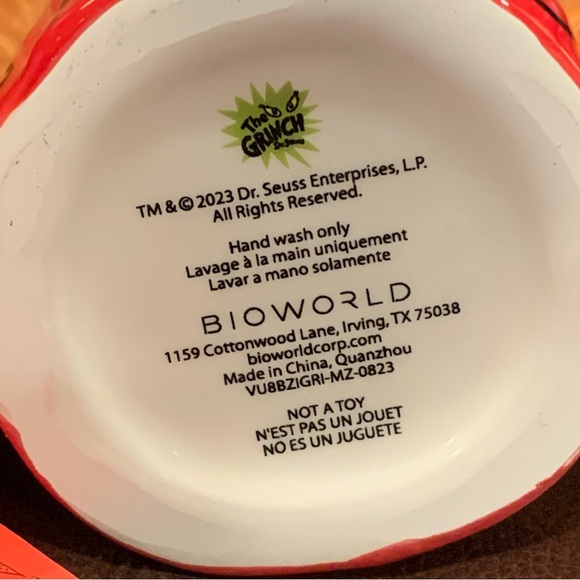 The
GRINCH
Dr. Seuss
TM & © 2023 Dr. Seuss Enterprises, L.P.
All Rights Reserved.
Hand wash only
Lavage à la main uniquement
Lavar a mano solamente
BIOWORLD
1159 Cottonwood Lane, Irving, TX 75038
bioworldcorp.com
Made in China, Quanzhou
VU8BZIGRI-MZ-0823
NOT A TOY
N'EST PAS UN JOUET
NO ES UN JUGUETE